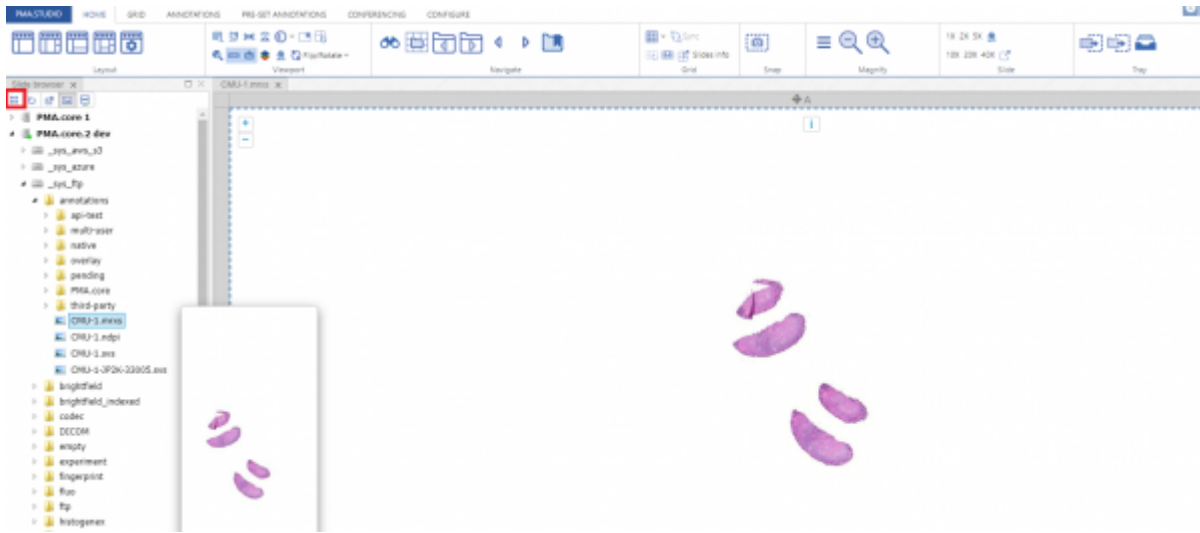 PMA.STUDIO HOME GRID ANNOTATIONS PRE-SET ANNOTATIONS CONFERENCING CONFIGURE
Sync 1X 2X 5X
Flip/Rotate Slides info 10X 20X 40X
Layout Viewport Navigate Grid Snap Magnify Slide Tray
Slide browser x CMU-1.mrxs x
A
PMA.core 1
PMA.core.2 dev
_sys_aws_s3
_sys_azure
_sys_ftp
annotations
api-test
multi-user
native
overlay
pending
PMA.core
third-party
CMU-1.mrxs
CMU-1.ndpi
CMU-1.svs
CMU-1-JP2K-33005.svs
brightfield
brightfield_indexed
codec
DICOM
empty
experiment
fingerprint
fluo
ftp
histogenex